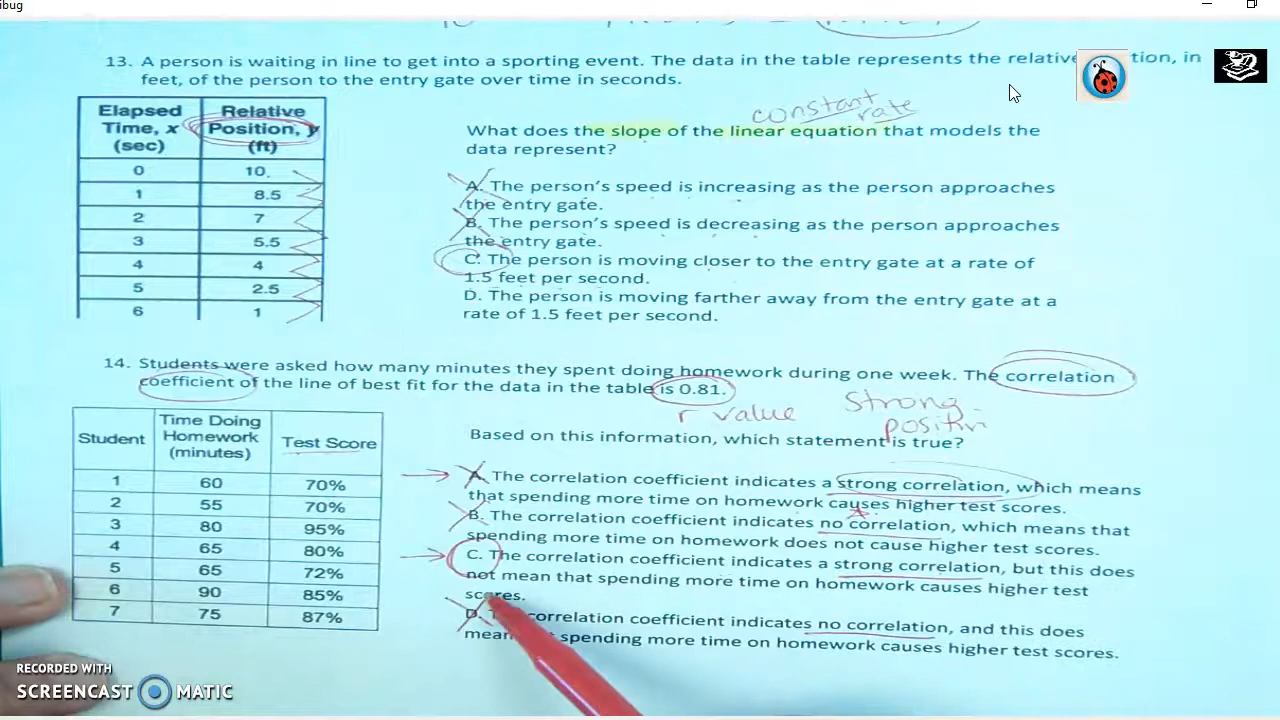 ibug
13. A person is waiting in line to get into a sporting event. The data in the table represents the relative tion, in
feet, of the person to the entry gate over time in seconds.
Elapsed Time, x (sec) Relative Position, y (ft)
0 10
1 8.5
2 7
3 5.5
4 4
5 2.5
6 1
constant
rate
What does the slope of the linear equation that models the
data represent?
A. The person's speed is increasing as the person approaches
the entry gate.
B. The person's speed is decreasing as the person approaches
the entry gate.
C. The person is moving closer to the entry gate at a rate of
1.5 feet per second.
D. The person is moving farther away from the entry gate at a
rate of 1.5 feet per second.
14. Students were asked how many minutes they spent doing homework during one week. The correlation
coefficient of the line of best fit for the data in the table is 0.81.
r value strong
positiv
Student Time Doing Homework (minutes) Test Score
1 60 70%
2 55 70%
3 80 95%
4 65 80%
5 65 72%
6 90 85%
7 75 87%
Based on this information, which statement is true?
A. The correlation coefficient indicates a strong correlation, which means
that spending more time on homework causes higher test scores.
B. The correlation coefficient indicates no correlation, which means that
spending more time on homework does not cause higher test scores.
C. The correlation coefficient indicates a strong correlation, but this does
not mean that spending more time on homework causes higher test
scores.
D. correlation coefficient indicates no correlation, and this does
mean spending more time on homework causes higher test scores.
RECORDED WITH
SCREENCAST MATIC